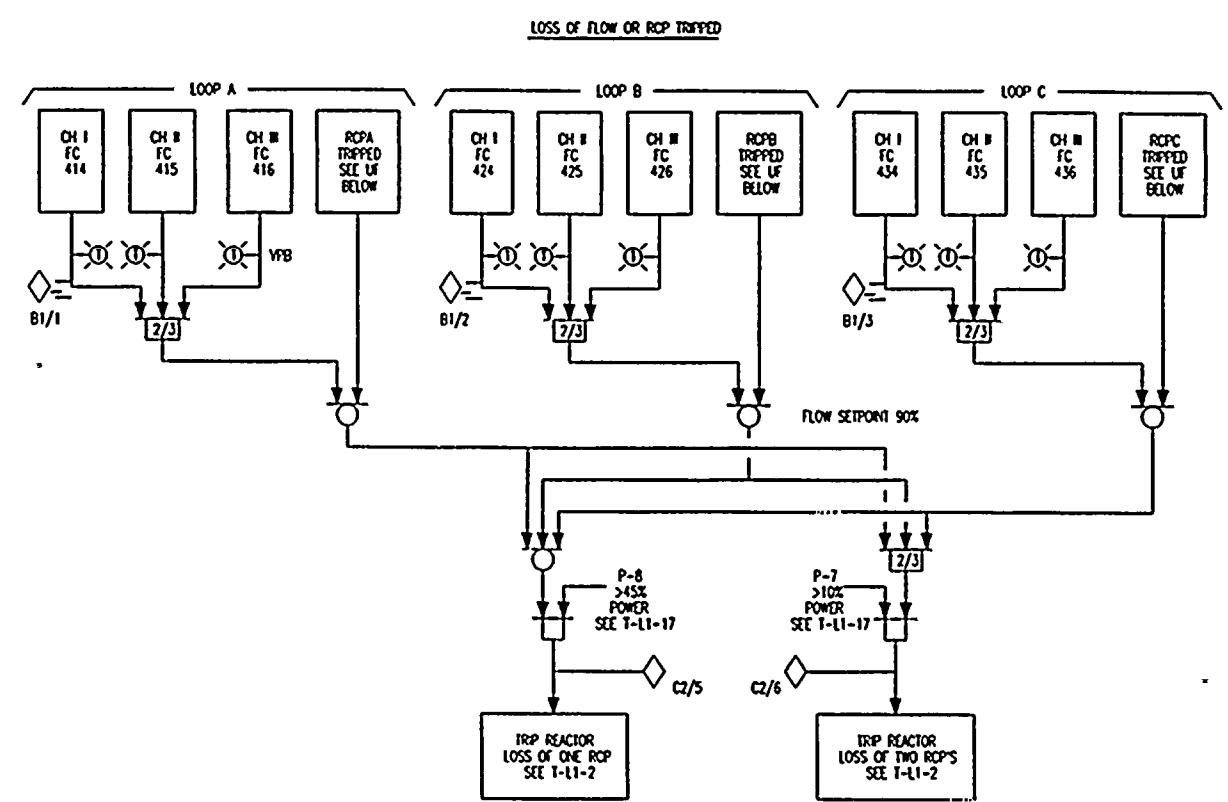 LOSS OF FLOW OR RCP TRIPPED
LOOP A
LOOP B
LOOP C
CH I
FC
414
CH II
FC
415
CH III
FC
416
RCPA
TRIPPED
SEE UF
BELOW
CH I
FC
424
CH II
FC
425
CH III
FC
426
RCPB
TRIPPED
SEE UF
BELOW
CH I
FC
434
CH II
FC
435
CH III
FC
436
RCPC
TRIPPED
SEE UF
BELOW
YPB
B1/1
B1/2
B1/3
2/3
2/3
2/3
FLOW SETPOINT 90%
2/3
P-8
>45%
POWER
SEE T-L1-17
P-7
>10%
POWER
SEE T-L1-17
C2/5
C2/6
TRIP REACTOR
LOSS OF ONE RCP
SEE T-L1-2
TRIP REACTOR
LOSS OF TWO RCP'S
SEE T-L1-2